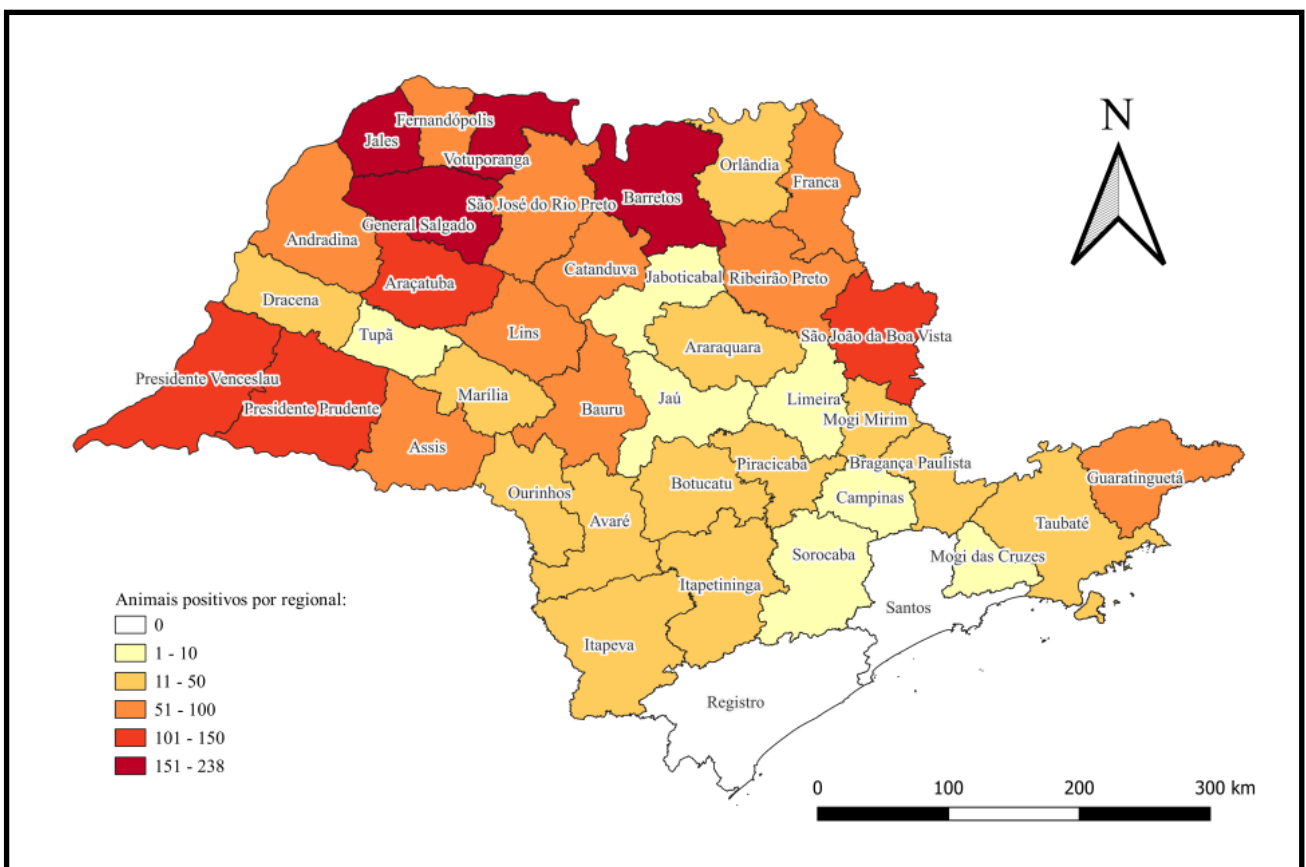 N
Fernandópolis
Jales
Votuporanga
Orlândia
Franca
Barretos
São José do Rio Preto
General Salgado
Andradina
Catanduva
Jaboticabal
Ribeirão Preto
Araçatuba
Dracena
Tupã
Lins
Araraquara
São João da Boa Vista
Presidente Venceslau
Presidente Prudente
Marília
Bauru
Jaú
Limeira
Mogi Mirim
Assis
Piracicaba
Bragança Paulista
Guaratinguetá
Ourinhos
Botucatu
Campinas
Avaré
Taubaté
Sorocaba
Mogi das Cruzes
Itapetininga
Santos
Itapeva
Registro
Animais positivos por regional:
0
1 - 10
11 - 50
51 - 100
101 - 150
151 - 238
0 100 200 300 km